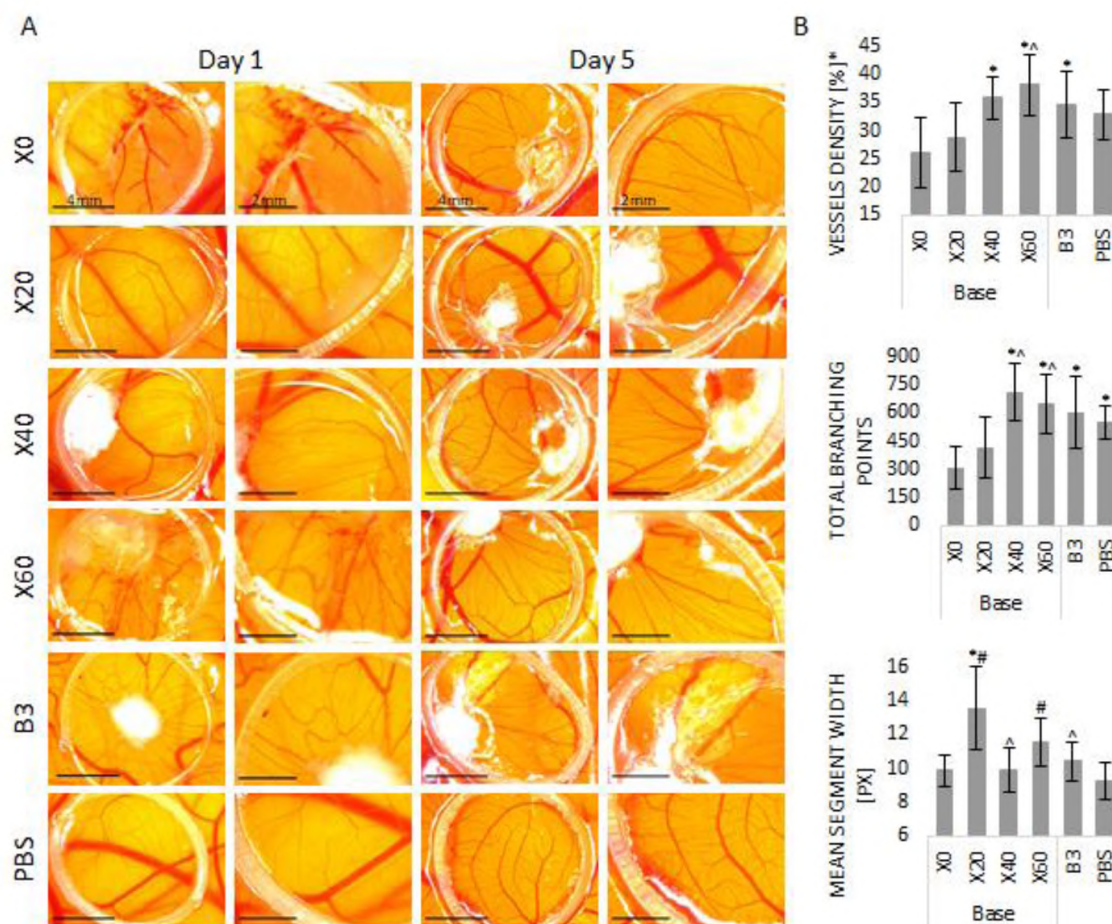 A
Day 1
Day 5
X0
4mm
2mm
4mm
2mm
X20
X40
X60
B3
PBS
B
VESSELS DENSITY [%]*
45
40
35
30
25
20
15
*
*^
*
X0
X20
X40
X60
B3
PBS
Base
TOTAL BRANCHING
POINTS
900
750
600
450
300
150
0
*^
*^
*
*
X0
X20
X40
X60
B3
PBS
Base
MEAN SEGMENT WIDTH
[PX]
16
14
12
10
8
6
*#
^
#
^
X0
X20
X40
X60
B3
PBS
Base